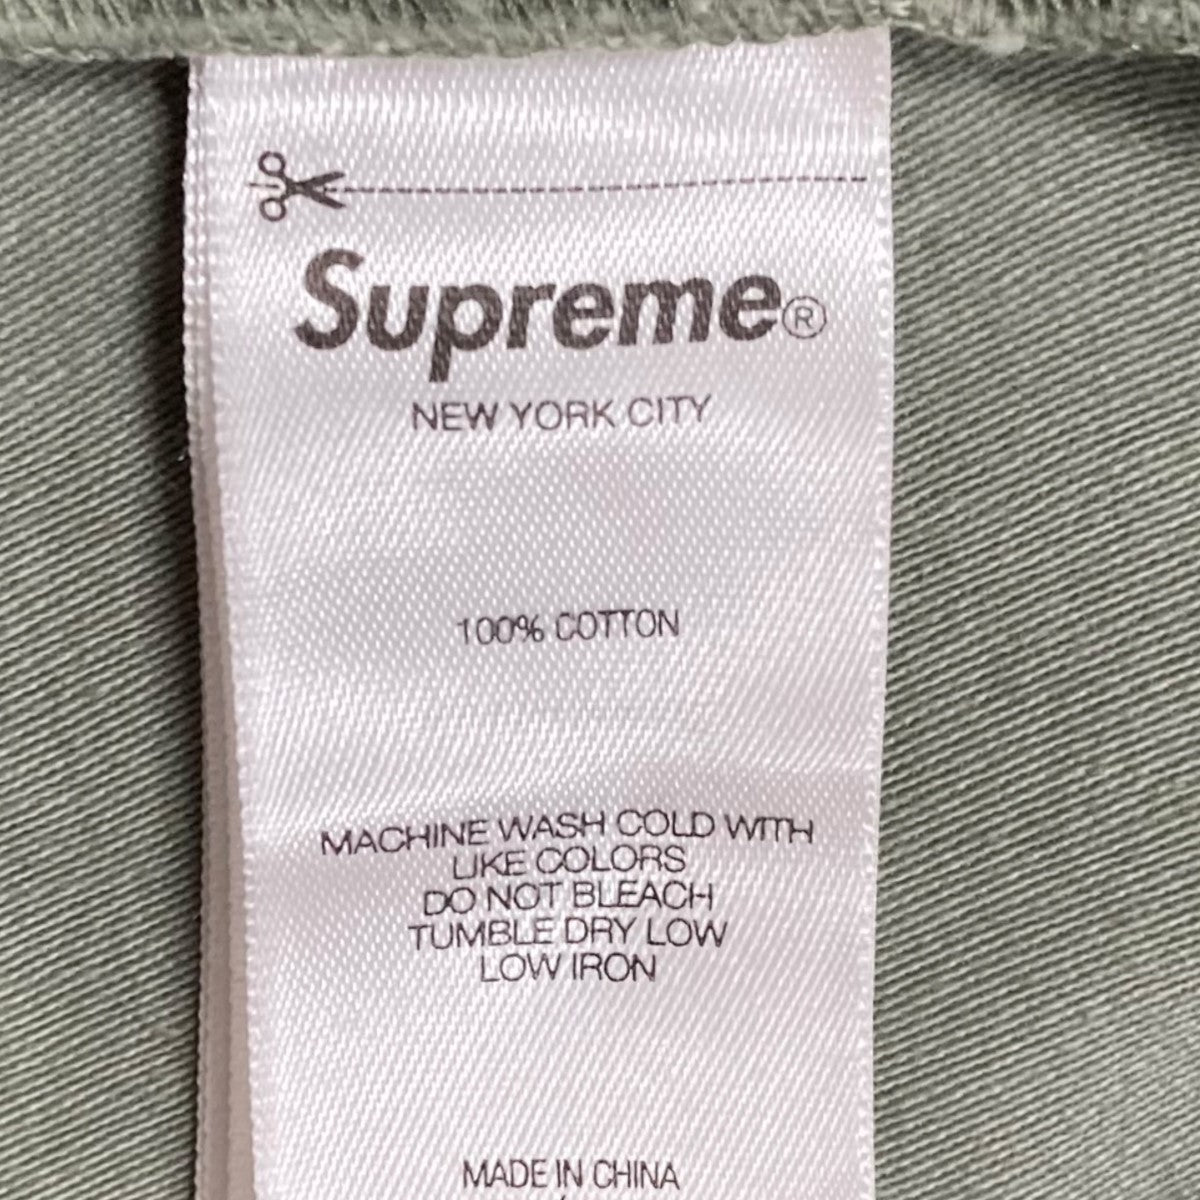 Supreme®
NEW YORK CITY
100% COTTON
MACHINE WASH COLD WITH
LIKE COLORS
DO NOT BLEACH
TUMBLE DRY LOW
LOW IRON
MADE IN CHINA